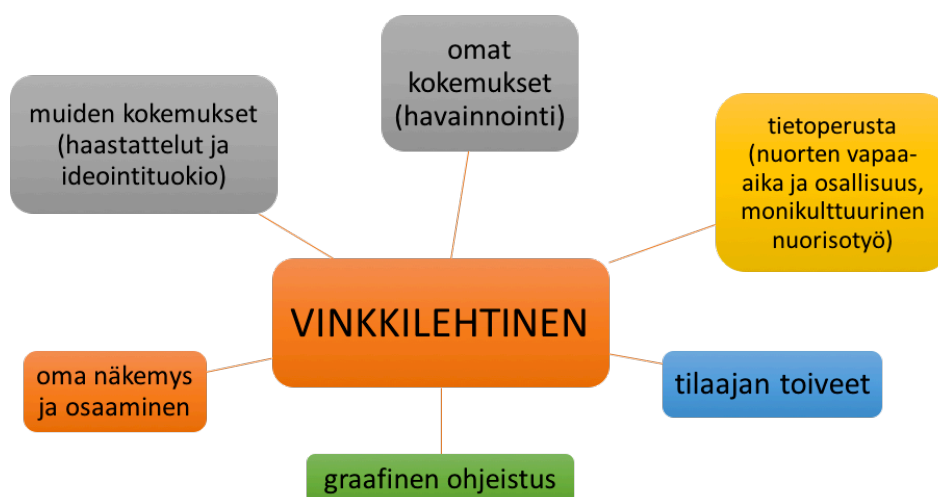 omat
kokemukset
(havainnointi)
muiden kokemukset
(haastattelut ja
ideointituokio)
tietoperusta
(nuorten vapaa-
aika ja osallisuus,
monikulttuurinen
nuorisotyö)
VINKKILEHTINEN
oma näkemys
ja osaaminen
tilaajan toiveet
graafinen ohjeistus